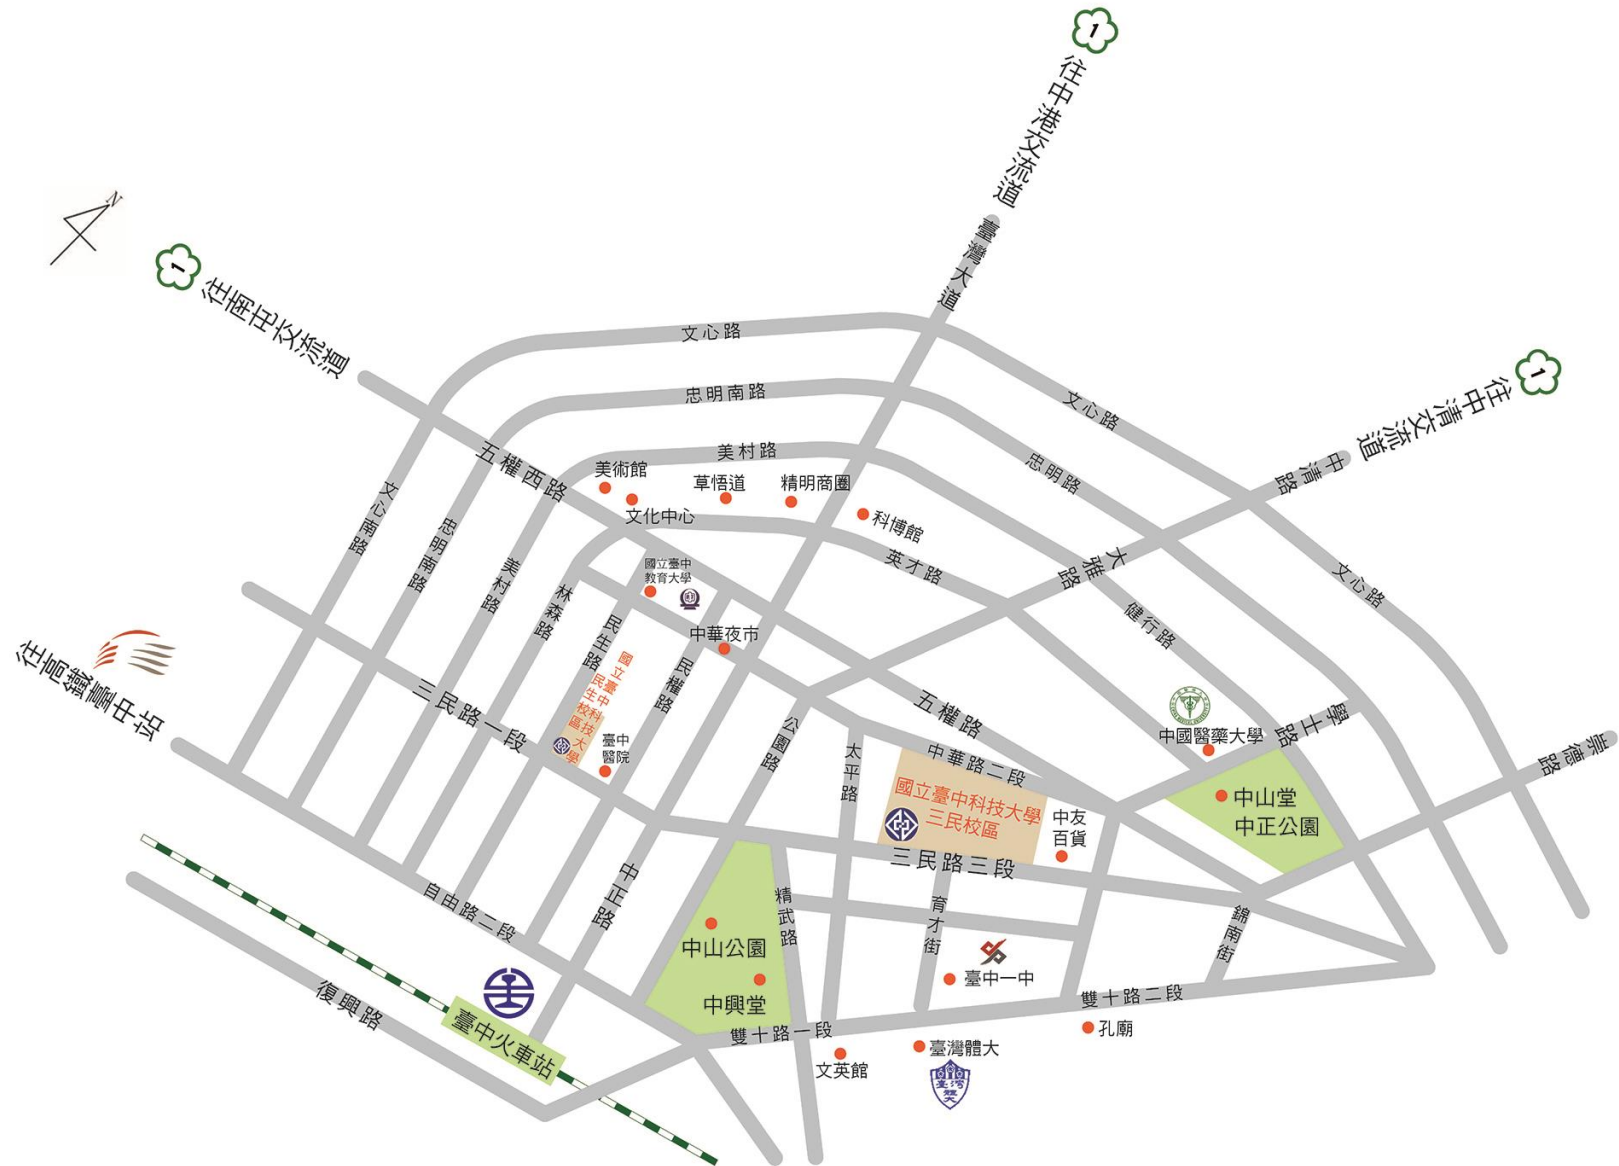 1
往中港交流道
臺灣大道
N
1
往南屯交流道
1
往中清交流道
中清路
文心路
忠明南路
美村路
文心路
忠明路
五權西路
美術館
草悟道
精明商圈
文化中心
科博館
英才路
大雅路
健行路
文心路
文心南路
忠明南路
美村路
林森路
國立臺中
教育大學
中華夜市
民生路
民權路
國立臺中科技大學
民生校區
臺中
醫院
往高鐵臺中站
三民路一段
公園路
太平路
五權路
中華路二段
中國醫藥大學
學士路
崇德路
國立臺中科技大學
三民校區
中友
百貨
中山堂
中正公園
三民路三段
中正路
自由路二段
精武路
育才街
錦南街
中山公園
中興堂
臺中一中
復興路
臺中火車站
雙十路一段
雙十路二段
文英館
臺灣體大
孔廟
臺灣
體大